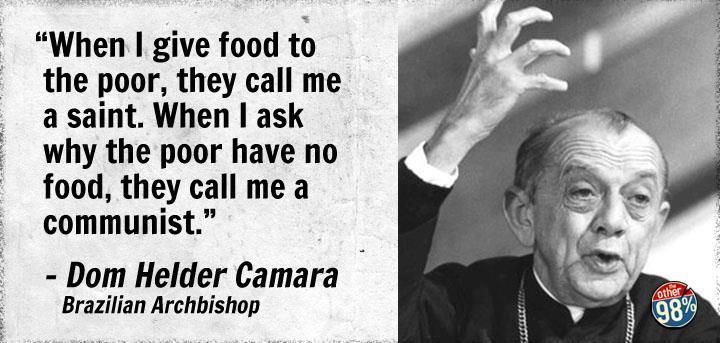 “When I give food to
the poor, they call me
a saint. When I ask
why the poor have no
food, they call me a
communist.”
- Dom Helder Camara
Brazilian Archbishop
the
other
98%